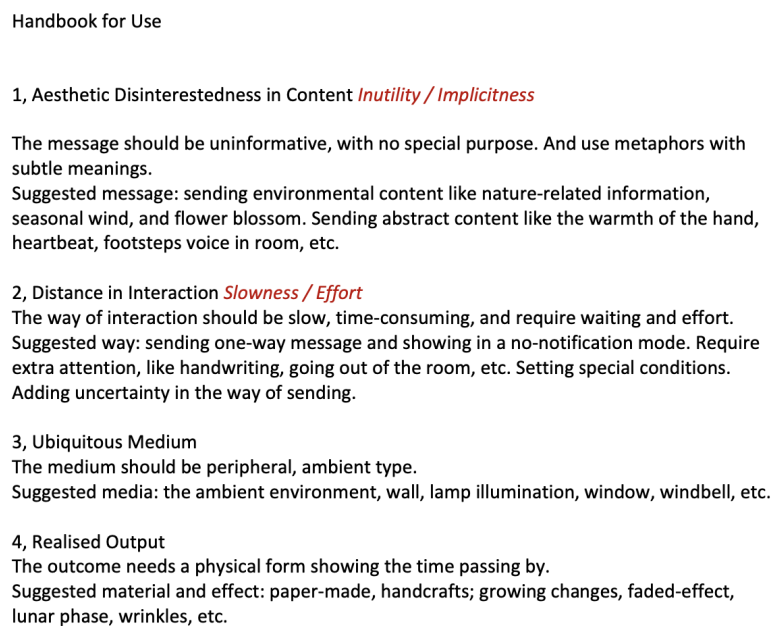 Handbook for Use
1, Aesthetic Disinterestedness in Content Inutility / Implicitness
The message should be uninformative, with no special purpose. And use metaphors with
subtle meanings.
Suggested message: sending environmental content like nature-related information,
seasonal wind, and flower blossom. Sending abstract content like the warmth of the hand,
heartbeat, footsteps voice in room, etc.
2, Distance in Interaction Slowness / Effort
The way of interaction should be slow, time-consuming, and require waiting and effort.
Suggested way: sending one-way message and showing in a no-notification mode. Require
extra attention, like handwriting, going out of the room, etc. Setting special conditions.
Adding uncertainty in the way of sending.
3, Ubiquitous Medium
The medium should be peripheral, ambient type.
Suggested media: the ambient environment, wall, lamp illumination, window, windbell, etc.
4, Realised Output
The outcome needs a physical form showing the time passing by.
Suggested material and effect: paper-made, handcrafts; growing changes, faded-effect,
lunar phase, wrinkles, etc.